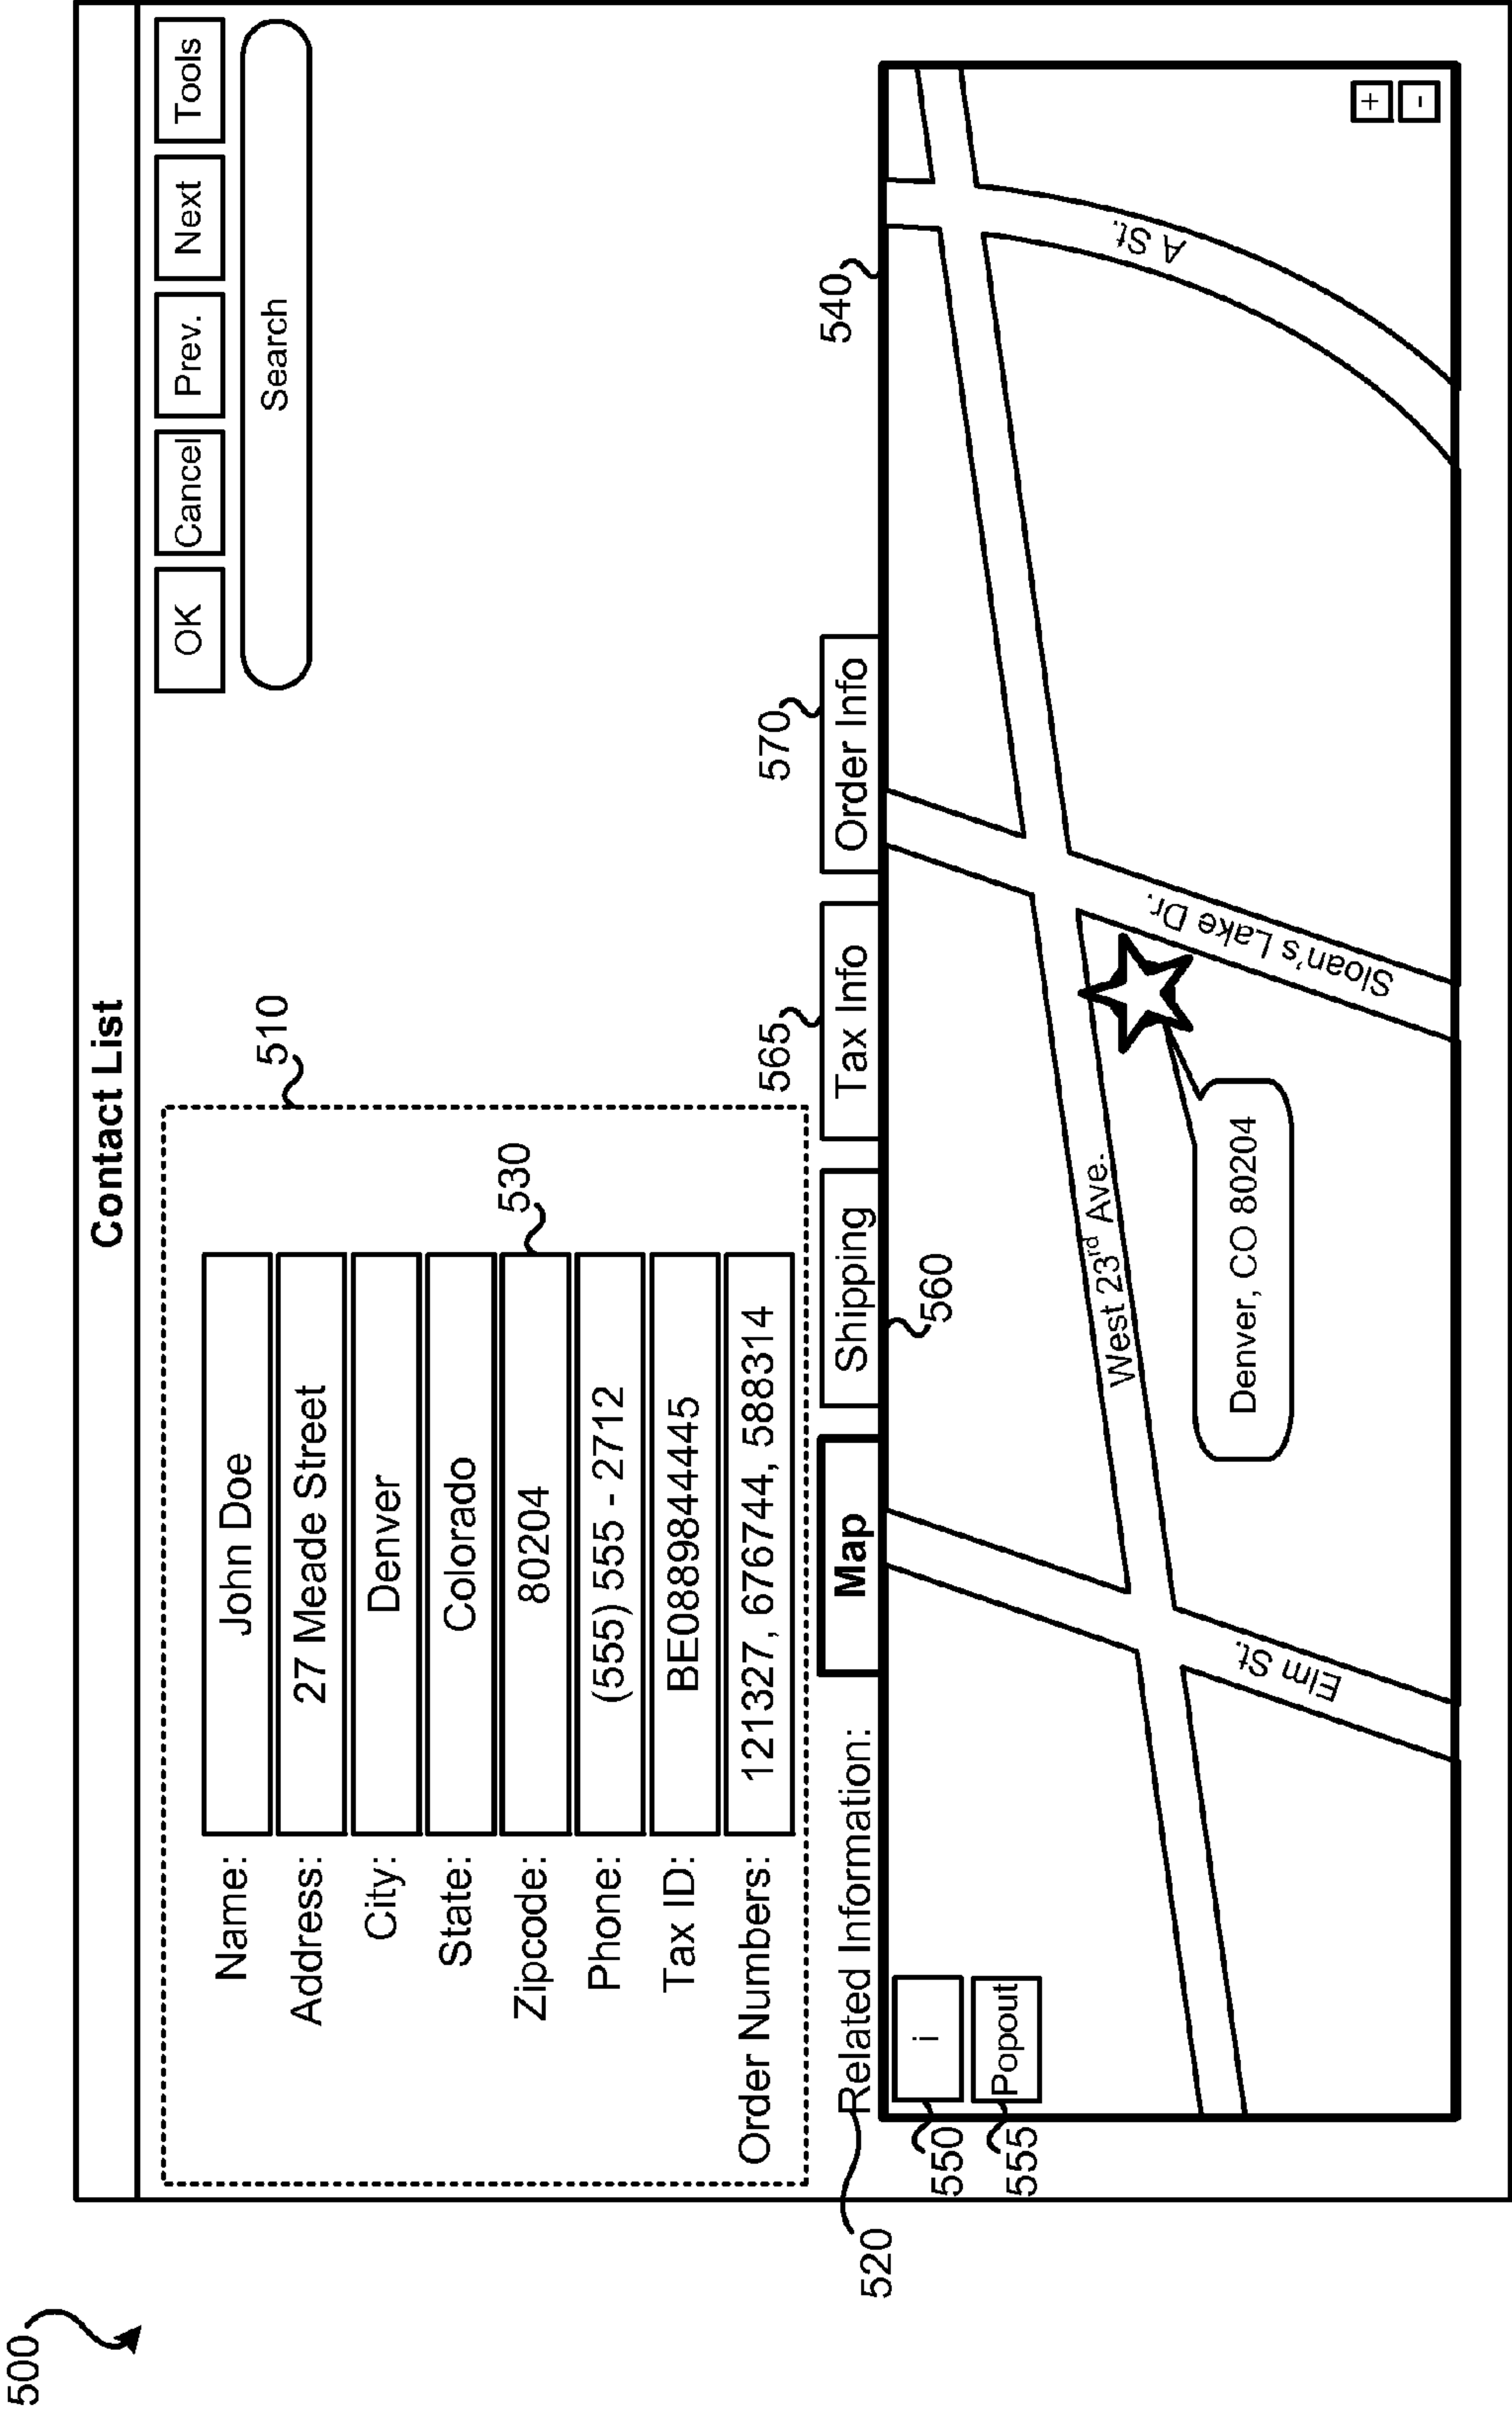 500
Contact List
OK Cancel Prev. Next Tools
Search
510
Name: John Doe
Address: 27 Meade Street
City: Denver
State: Colorado
Zipcode: 80204
530
Phone: (555) 555 - 2712
Tax ID: BE0889844445
Order Numbers: 121327, 676744, 588314
565
570
520
Related Information: Map Shipping Tax Info Order Info
540
560
550
i
555
Popout
West 23rd Ave.
Elm St.
Sloan's Lake Dr.
A St.
Denver, CO 80204
+
-